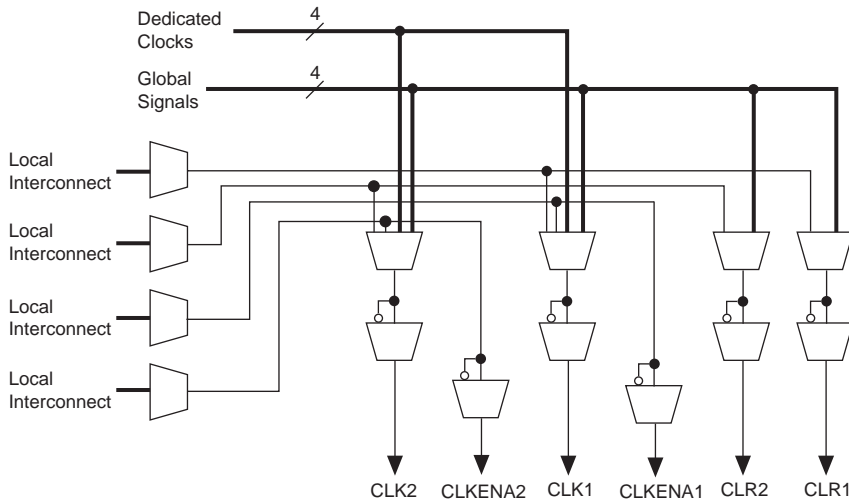 Dedicated
Clocks
4
Global
Signals
4
Local
Interconnect
Local
Interconnect
Local
Interconnect
Local
Interconnect
CLK2
CLKENA2
CLK1
CLKENA1
CLR2
CLR1